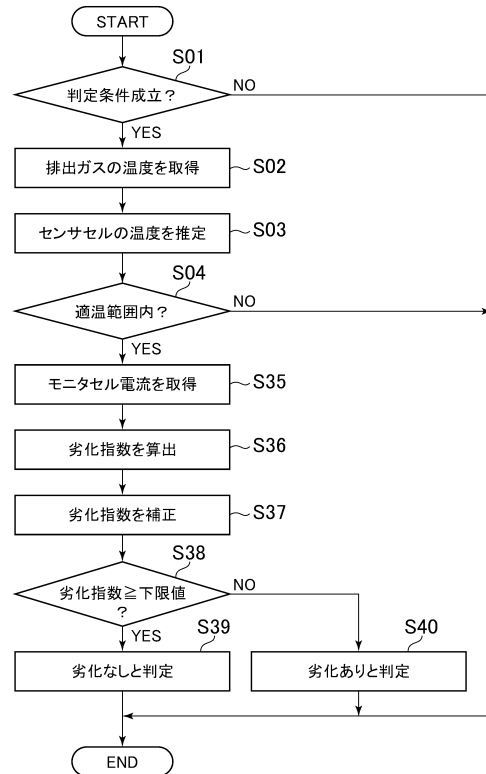 START
S01
判定条件成立？
NO
YES
排出ガスの温度を取得
S02
センサセルの温度を推定
S03
S04
適温範囲内？
NO
YES
モニタセル電流を取得
S35
劣化指数を算出
S36
劣化指数を補正
S37
S38
劣化指数≧下限値
？
NO
YES
S39
劣化なしと判定
S40
劣化ありと判定
END